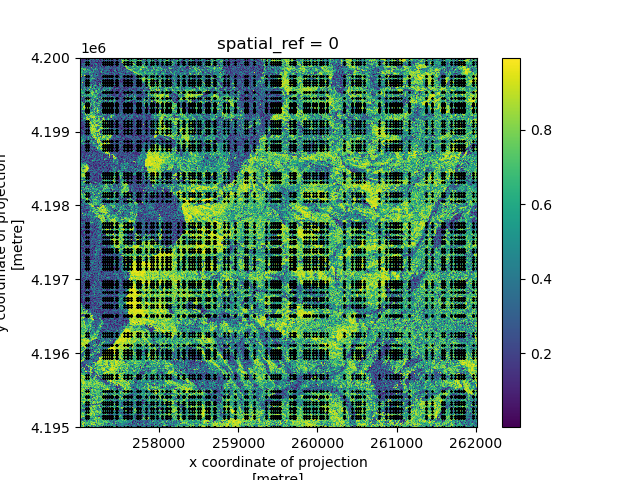 spatial_ref = 0
1e6
4.200
4.199
4.198
4.197
4.196
4.195
y coordinate of projection
[metre]
258000 259000 260000 261000 262000
x coordinate of projection
[metre]
0.8
0.6
0.4
0.2